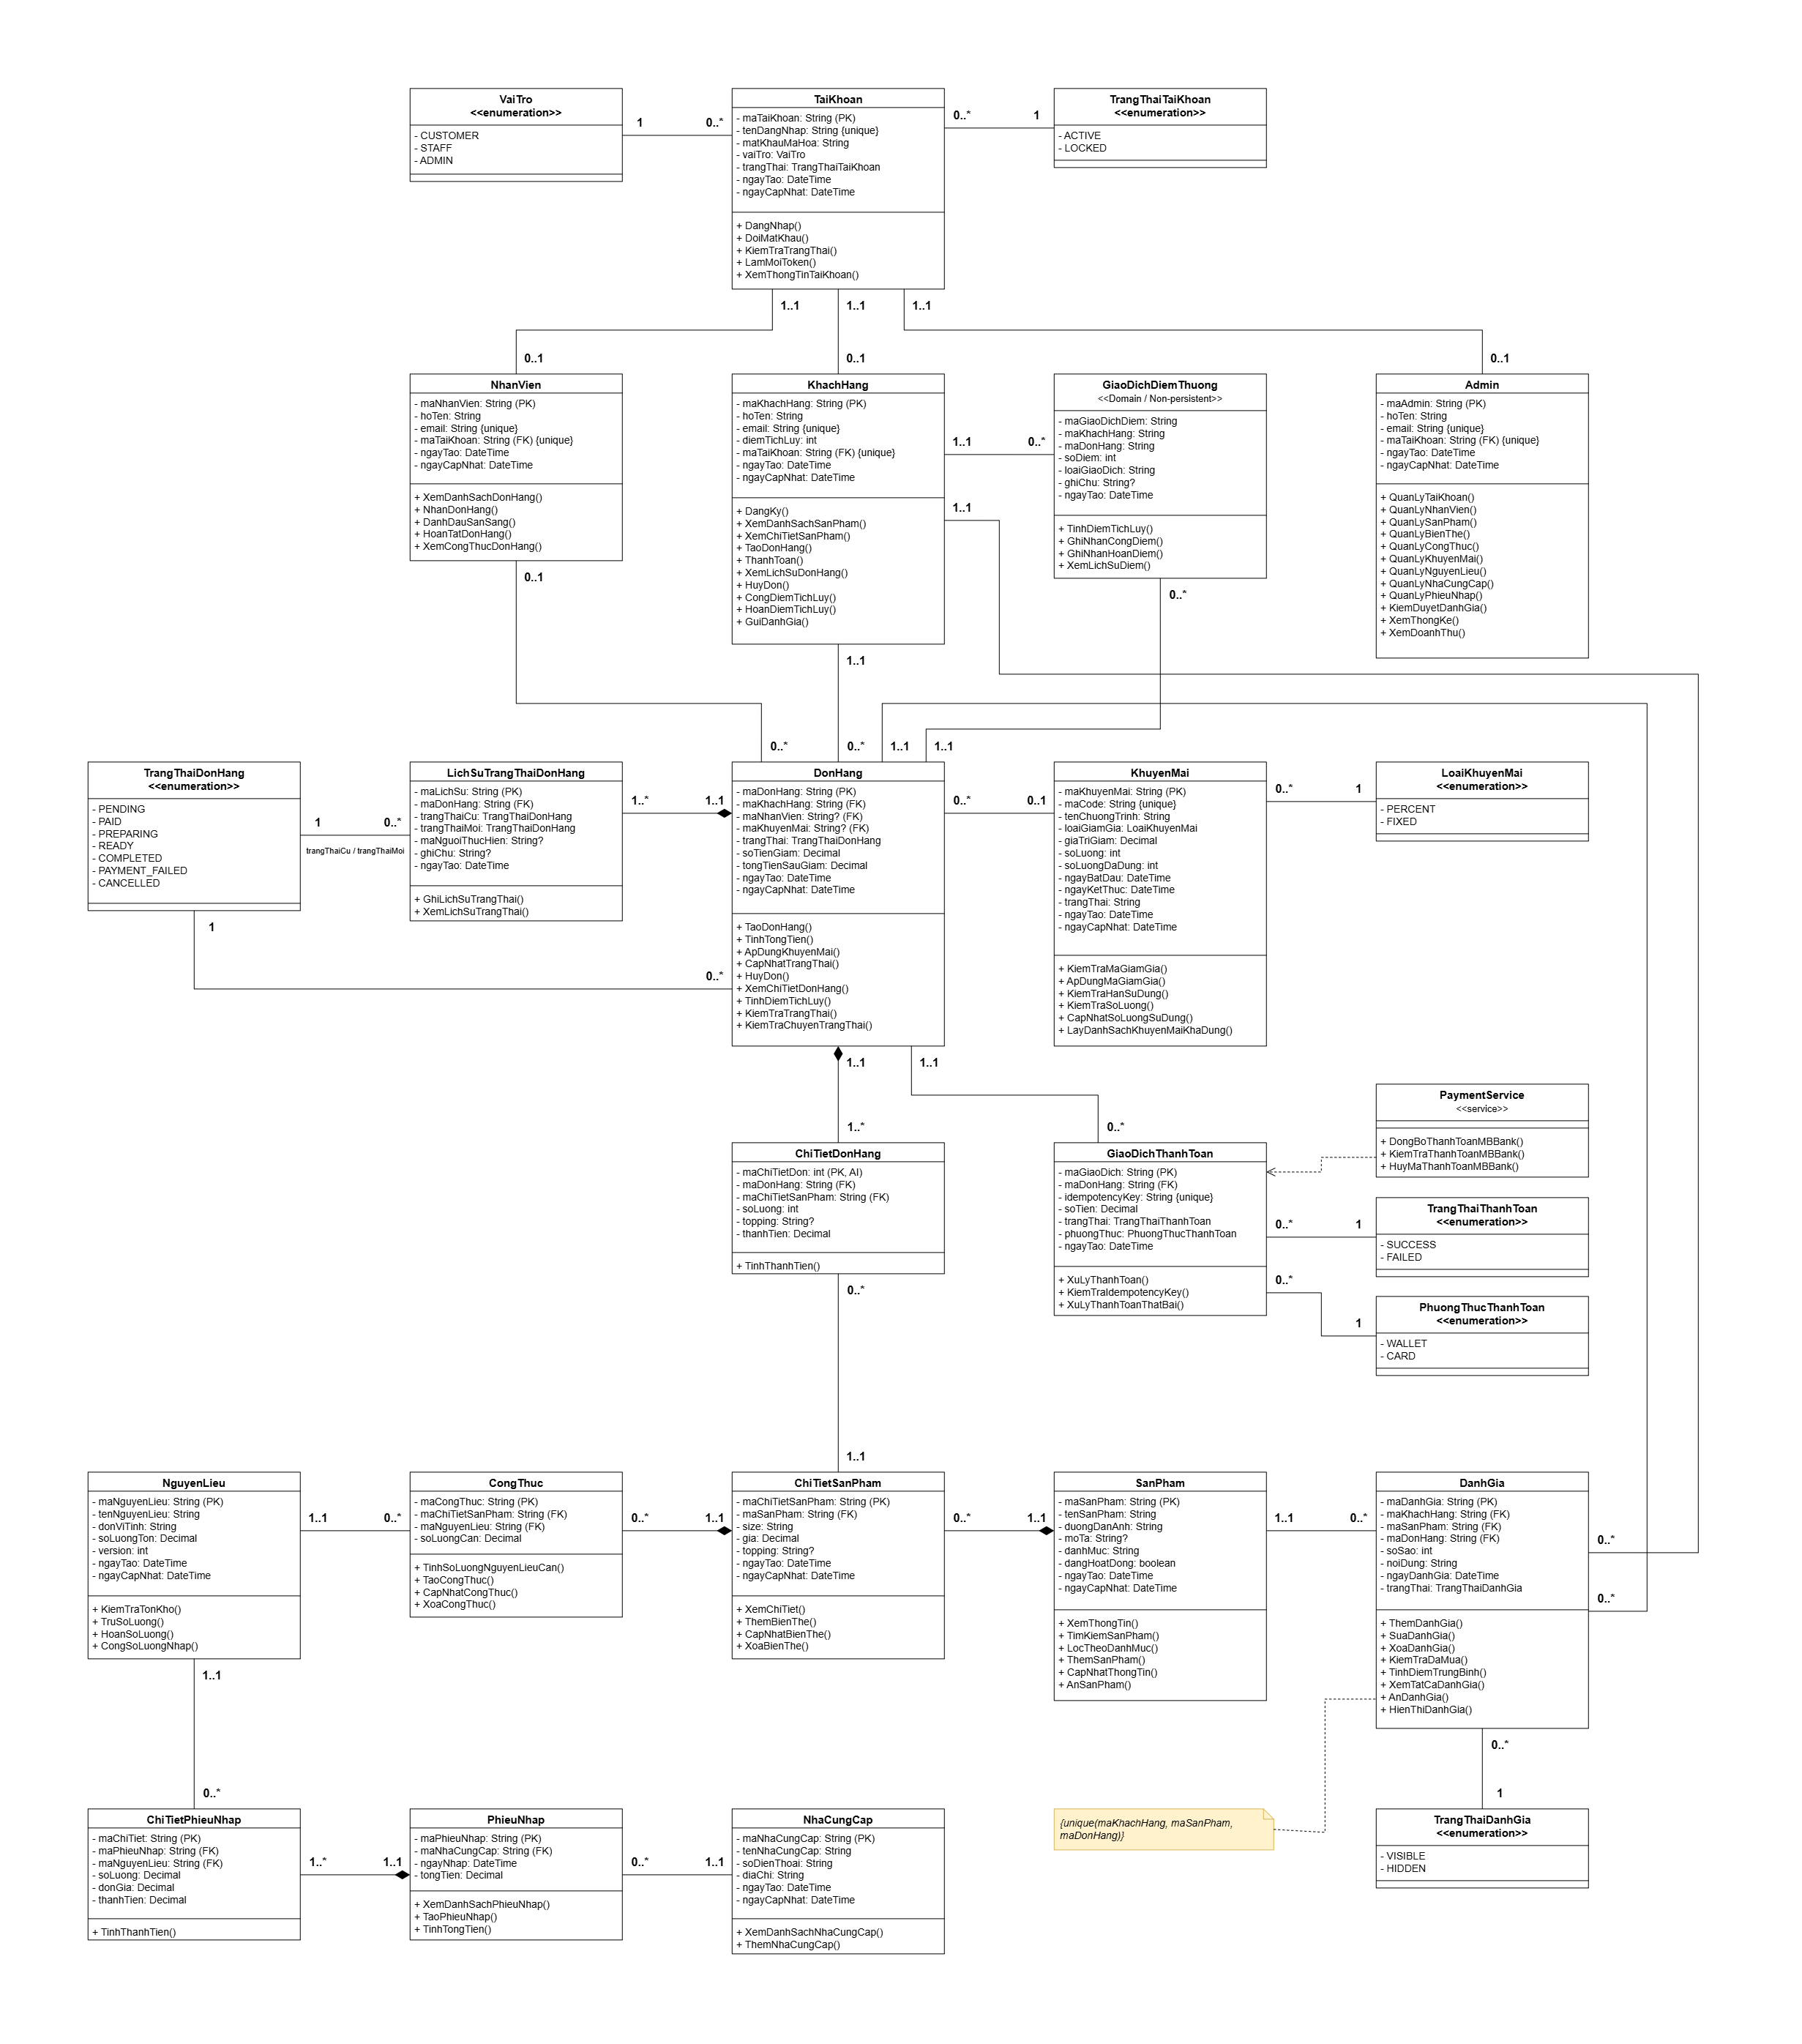 VaiTro
<<enumeration>>
- CUSTOMER
- STAFF
- ADMIN
1
0..*
TaiKhoan
- maTaiKhoan: String (PK)
- tenDangNhap: String {unique}
- matKhauMaHoa: String
- vaiTro: VaiTro
- trangThai: TrangThaiTaiKhoan
- ngayTao: DateTime
- ngayCapNhat: DateTime
+ DangNhap()
+ DoiMatKhau()
+ KiemTraTrangThai()
+ LamMoiToken()
+ XemThongTinTaiKhoan()
0..*
1
TrangThaiTaiKhoan
<<enumeration>>
- ACTIVE
- LOCKED
1..1
1..1
1..1
0..1
0..1
0..1
NhanVien
- maNhanVien: String (PK)
- hoTen: String
- email: String {unique}
- maTaiKhoan: String (FK) {unique}
- ngayTao: DateTime
- ngayCapNhat: DateTime
+ XemDanhSachDonHang()
+ NhanDonHang()
+ DanhDauSanSang()
+ HoanTatDonHang()
+ XemCongThucDonHang()
0..1
KhachHang
- maKhachHang: String (PK)
- hoTen: String
- email: String {unique}
- diemTichLuy: int
- maTaiKhoan: String (FK) {unique}
- ngayTao: DateTime
- ngayCapNhat: DateTime
+ DangKy()
+ XemDanhSachSanPham()
+ XemChiTietSanPham()
+ TaoDonHang()
+ ThanhToan()
+ XemLichSuDonHang()
+ HuyDon()
+ CongDiemTichLuy()
+ HoanDiemTichLuy()
+ GuiDanhGia()
1..1
0..*
1..1
1..1
GiaoDichDiemThuong
<<Domain / Non-persistent>>
- maGiaoDichDiem: String
- maKhachHang: String
- maDonHang: String
- soDiem: int
- loaiGiaoDich: String
- ghiChu: String?
- ngayTao: DateTime
+ TinhDiemTichLuy()
+ GhiNhanCongDiem()
+ GhiNhanHoanDiem()
+ XemLichSuDiem()
0..*
Admin
- maAdmin: String (PK)
- hoTen: String
- email: String {unique}
- maTaiKhoan: String (FK) {unique}
- ngayTao: DateTime
- ngayCapNhat: DateTime
+ QuanLyTaiKhoan()
+ QuanLyNhanVien()
+ QuanLySanPham()
+ QuanLyBienThe()
+ QuanLyCongThuc()
+ QuanLyKhuyenMai()
+ QuanLyNguyenLieu()
+ QuanLyNhaCungCap()
+ QuanLyPhieuNhap()
+ KiemDuyetDanhGia()
+ XemThongKe()
+ XemDoanhThu()
0..*
0..*
1..1
1..1
TrangThaiDonHang
<<enumeration>>
- PENDING
- PAID
- PREPARING
- READY
- COMPLETED
- PAYMENT_FAILED
- CANCELLED
1
0..*
trangThaiCu / trangThaiMoi
1
0..*
LichSuTrangThaiDonHang
- maLichSu: String (PK)
- maDonHang: String (FK)
- trangThaiCu: TrangThaiDonHang
- trangThaiMoi: TrangThaiDonHang
- maNguoiThucHien: String?
- ghiChu: String?
- ngayTao: DateTime
+ GhiLichSuTrangThai()
+ XemLichSuTrangThai()
1..*
1..1
DonHang
- maDonHang: String (PK)
- maKhachHang: String (FK)
- maNhanVien: String? (FK)
- maKhuyenMai: String? (FK)
- trangThai: TrangThaiDonHang
- soTienGiam: Decimal
- tongTienSauGiam: Decimal
- ngayTao: DateTime
- ngayCapNhat: DateTime
+ TaoDonHang()
+ TinhTongTien()
+ ApDungKhuyenMai()
+ CapNhatTrangThai()
+ HuyDon()
+ XemChiTietDonHang()
+ TinhDiemTichLuy()
+ KiemTraTrangThai()
+ KiemTraChuyenTrangThai()
0..*
0..1
KhuyenMai
- maKhuyenMai: String (PK)
- maCode: String {unique}
- tenChuongTrinh: String
- loaiGiamGia: LoaiKhuyenMai
- giaTriGiam: Decimal
- soLuong: int
- soLuongDaDung: int
- ngayBatDau: DateTime
- ngayKetThuc: DateTime
- trangThai: String
- ngayTao: DateTime
- ngayCapNhat: DateTime
+ KiemTraMaGiamGia()
+ ApDungMaGiamGia()
+ KiemTraHanSuDung()
+ KiemTraSoLuong()
+ CapNhatSoLuongSuDung()
+ LayDanhSachKhuyenMaiKhaDung()
0..*
1
LoaiKhuyenMai
<<enumeration>>
- PERCENT
- FIXED
1..1
1..1
1..*
0..*
ChiTietDonHang
- maChiTietDon: int (PK, AI)
- maDonHang: String (FK)
- maChiTietSanPham: String (FK)
- soLuong: int
- topping: String?
- thanhTien: Decimal
+ TinhThanhTien()
0..*
1..1
GiaoDichThanhToan
- maGiaoDich: String (PK)
- maDonHang: String (FK)
- idempotencyKey: String {unique}
- soTien: Decimal
- trangThai: TrangThaiThanhToan
- phuongThuc: PhuongThucThanhToan
- ngayTao: DateTime
+ XuLyThanhToan()
+ KiemTraIdempotencyKey()
+ XuLyThanhToanThatBai()
PaymentService
<<service>>
+ DongBoThanhToanMBBank()
+ KiemTraThanhToanMBBank()
+ HuyMaThanhToanMBBank()
0..*
1
TrangThaiThanhToan
<<enumeration>>
- SUCCESS
- FAILED
0..*
1
PhuongThucThanhToan
<<enumeration>>
- WALLET
- CARD
NguyenLieu
- maNguyenLieu: String (PK)
- tenNguyenLieu: String
- donViTinh: String
- soLuongTon: Decimal
- version: int
- ngayTao: DateTime
- ngayCapNhat: DateTime
+ KiemTraTonKho()
+ TruSoLuong()
+ HoanSoLuong()
+ CongSoLuongNhap()
1..1
0..*
CongThuc
- maCongThuc: String (PK)
- maChiTietSanPham: String (FK)
- maNguyenLieu: String (FK)
- soLuongCan: Decimal
+ TinhSoLuongNguyenLieuCan()
+ TaoCongThuc()
+ CapNhatCongThuc()
+ XoaCongThuc()
0..*
1..1
ChiTietSanPham
- maChiTietSanPham: String (PK)
- maSanPham: String (FK)
- size: String
- gia: Decimal
- topping: String?
- ngayTao: DateTime
- ngayCapNhat: DateTime
+ XemChiTiet()
+ ThemBienThe()
+ CapNhatBienThe()
+ XoaBienThe()
0..*
1..1
SanPham
- maSanPham: String (PK)
- tenSanPham: String
- duongDanAnh: String
- moTa: String?
- danhMuc: String
- dangHoatDong: boolean
- ngayTao: DateTime
- ngayCapNhat: DateTime
+ XemThongTin()
+ TimKiemSanPham()
+ LocTheoDanhMuc()
+ ThemSanPham()
+ CapNhatThongTin()
+ AnSanPham()
1..1
0..*
DanhGia
- maDanhGia: String (PK)
- maKhachHang: String (FK)
- maSanPham: String (FK)
- maDonHang: String (FK)
- soSao: int
- noiDung: String
- ngayDanhGia: DateTime
- trangThai: TrangThaiDanhGia
+ ThemDanhGia()
+ SuaDanhGia()
+ XoaDanhGia()
+ KiemTraDaMua()
+ TinhDiemTrungBinh()
+ XemTatCaDanhGia()
+ AnDanhGia()
+ HienThiDanhGia()
0..*
0..*
1..1
0..*
0..*
1
ChiTietPhieuNhap
- maChiTiet: String (PK)
- maPhieuNhap: String (FK)
- maNguyenLieu: String (FK)
- soLuong: Decimal
- donGia: Decimal
- thanhTien: Decimal
+ TinhThanhTien()
1..*
1..1
PhieuNhap
- maPhieuNhap: String (PK)
- maNhaCungCap: String (FK)
- ngayNhap: DateTime
- tongTien: Decimal
+ XemDanhSachPhieuNhap()
+ TaoPhieuNhap()
+ TinhTongTien()
0..*
1..1
NhaCungCap
- maNhaCungCap: String (PK)
- tenNhaCungCap: String
- soDienThoai: String
- diaChi: String
- ngayTao: DateTime
- ngayCapNhat: DateTime
+ XemDanhSachNhaCungCap()
+ ThemNhaCungCap()
{unique(maKhachHang, maSanPham,
maDonHang)}
TrangThaiDanhGia
<<enumeration>>
- VISIBLE
- HIDDEN